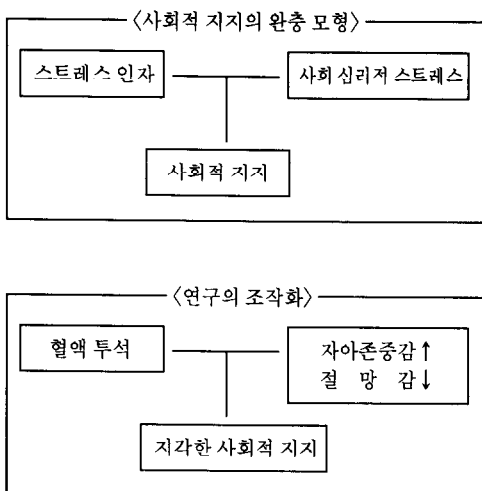 〈사회적 지지의 완충 모형〉
스트레스 인자
사회 심리적 스트레스
사회적 지지
〈연구의 조작화〉
혈액 투석
자아존중감↑
절 망 감↓
지각한 사회적 지지